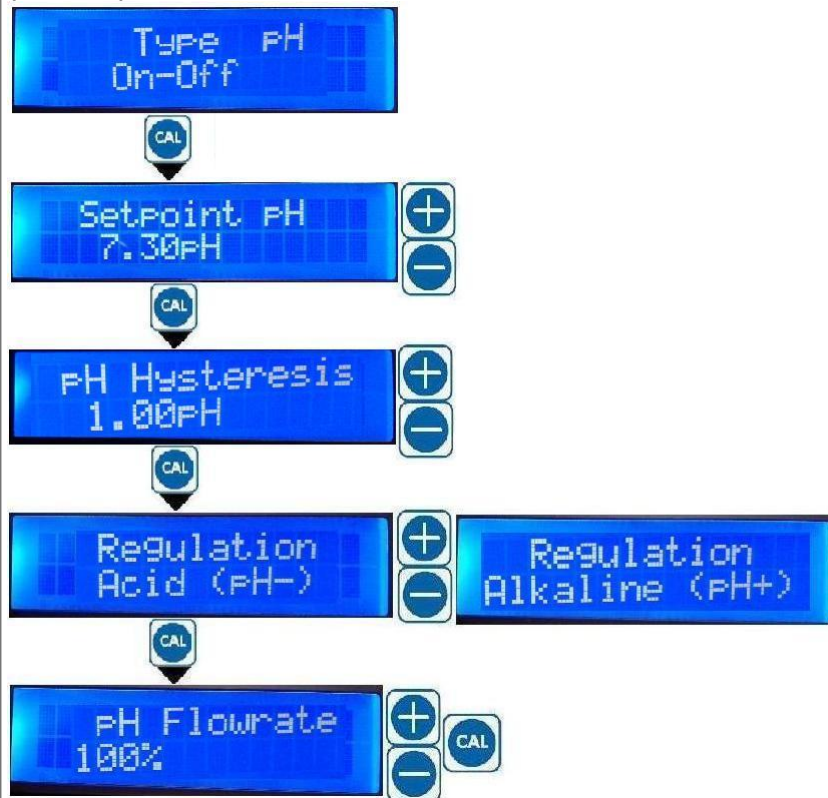 Type pH
On-Off
CAL
Setpoint pH
7.30pH
CAL
pH Hysteresis
1.00pH
CAL
Regulation
Acid (pH-)
Regulation
Alkaline (pH+)
CAL
pH Flowrate
100%
CAL